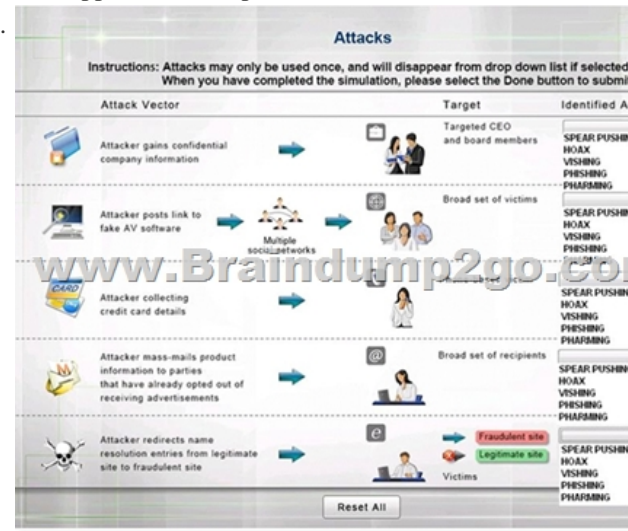 Attacks
Instructions: Attacks may only be used once, and will disappear from drop down list if selected
When you have completed the simulation, please select the Done button to submi
Attack Vector Target Identified A
Attacker gains confidential
company information
Targeted CEO
and board members
SPEAR PUSHIN
HOAX
VISHING
PHISHING
PHARMING
Attacker posts link to
fake AV software
Multiple
social networks
Broad set of victims
SPEAR PUSHIN
HOAX
VISHING
PHISHING
www.Braindump2go.co
CARD
Attacker collecting
credit card details
SPEAR PUSHIN
HOAX
VISHING
PHISHING
PHARMING
Attacker mass-mails product
information to parties
that have already opted out of
receiving advertisements
@
Broad set of recipients
SPEAR PUSHIN
HOAX
VISHING
PHISHING
PHARMING
Attacker redirects name
resolution entries from legitimate
site to fraudulent site
e
Fraudulent site
Legitimate site
Victims
SPEAR PUSHIN
HOAX
VISHING
PHISHING
PHARMING
Reset All